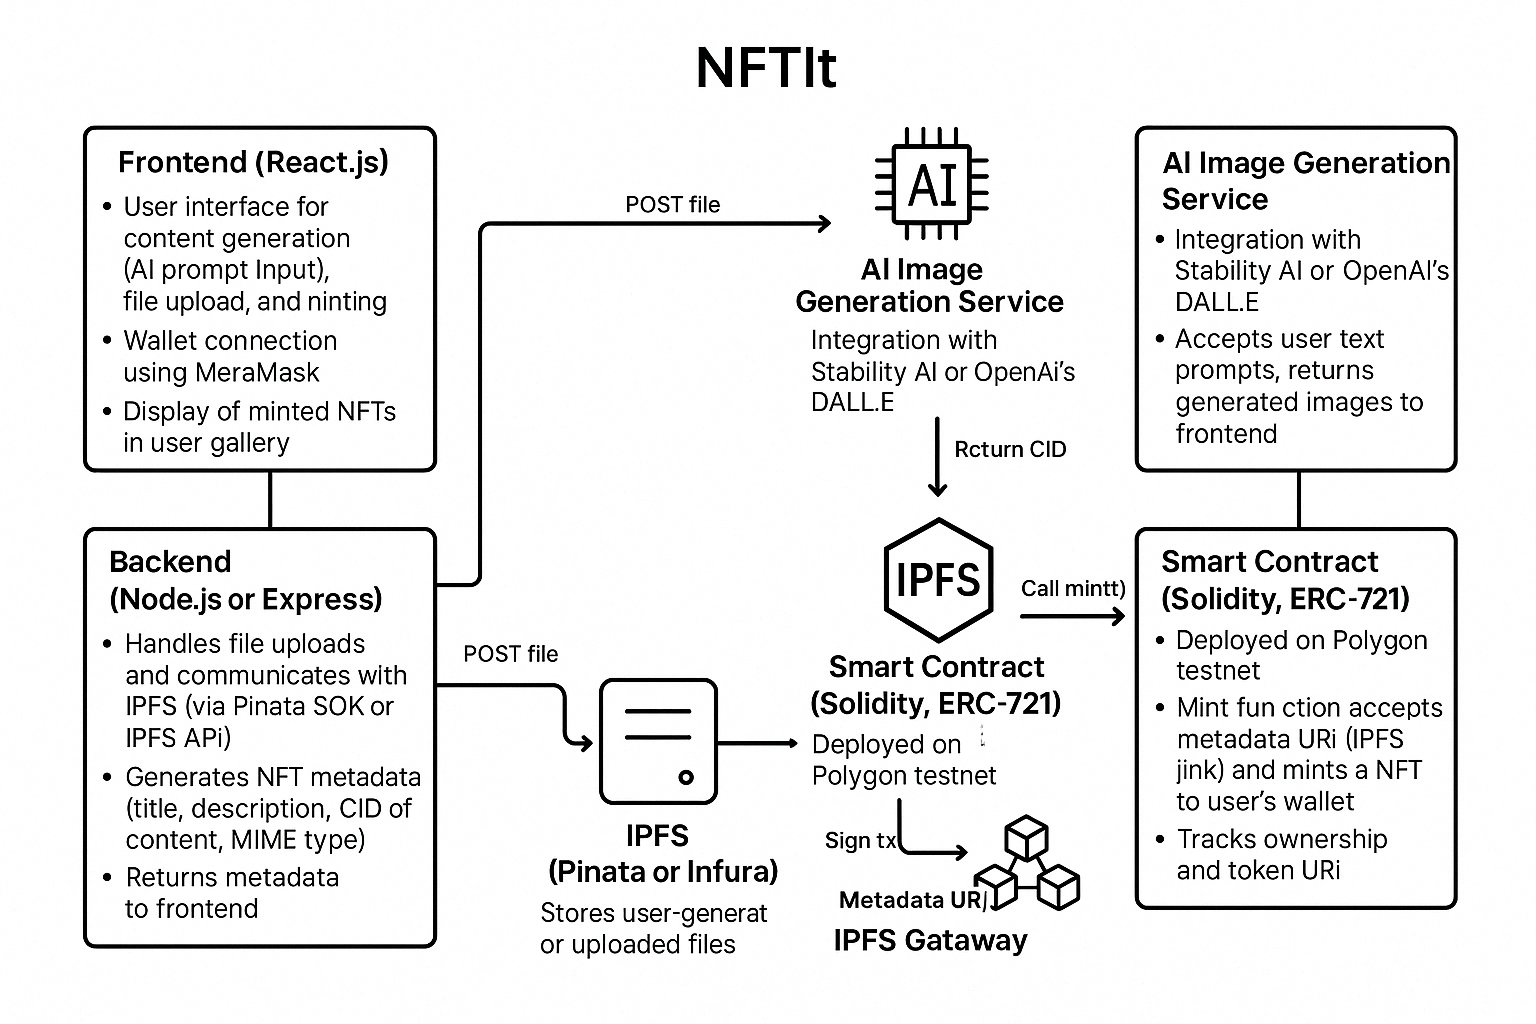 NFTIt
Frontend (React.js)
• User interface for
content generation
(AI prompt Input),
file upload, and ninting
• Wallet connection
using MeraMask
• Display of minted NFTs
in user gallery
Backend
(Node.js or Express)
• Handles file uploads
and communicates with
IPFS (via Pinata SOK or
IPFS APi)
• Generates NFT metadata
(title, description, CID of
content, MIME type)
• Returns metadata
to frontend
POST file
POST file
IPFS
(Pinata or Infura)
Stores user-generat
or uploaded files
AI
AI Image
Generation Service
Integration with
Stability AI or OpenAi's
DALL.E
Rcturn CID
IPFS
Call mintt)
Smart Contract
(Solidity, ERC-721)
Deployed on
Polygon testnet
Sign tx
Metadata UR/
IPFS Gataway
AI Image Generation
Service
• Integration with
Stability AI or OpenAI's
DALL.E
• Accepts user text
prompts, returns
generated images to
frontend
Smart Contract
(Solidity, ERC-721)
• Deployed on Polygon
testnet
• Mint fun ction accepts
metadata URi (IPFS
jink) and mints a NFT
to user's wallet
• Tracks ownership
and token URi